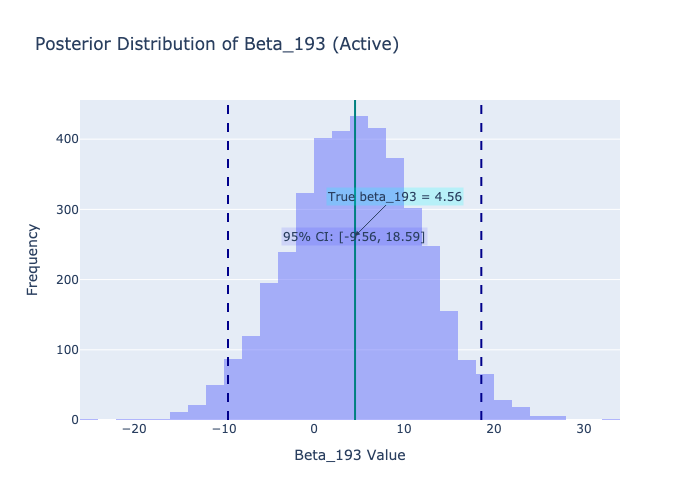 Posterior Distribution of Beta_193 (Active)
400
300
200
100
0
Frequency
True beta_193 = 4.56
95% CI: [-9.56, 18.59]
−20
−10
0
10
20
30
Beta_193 Value